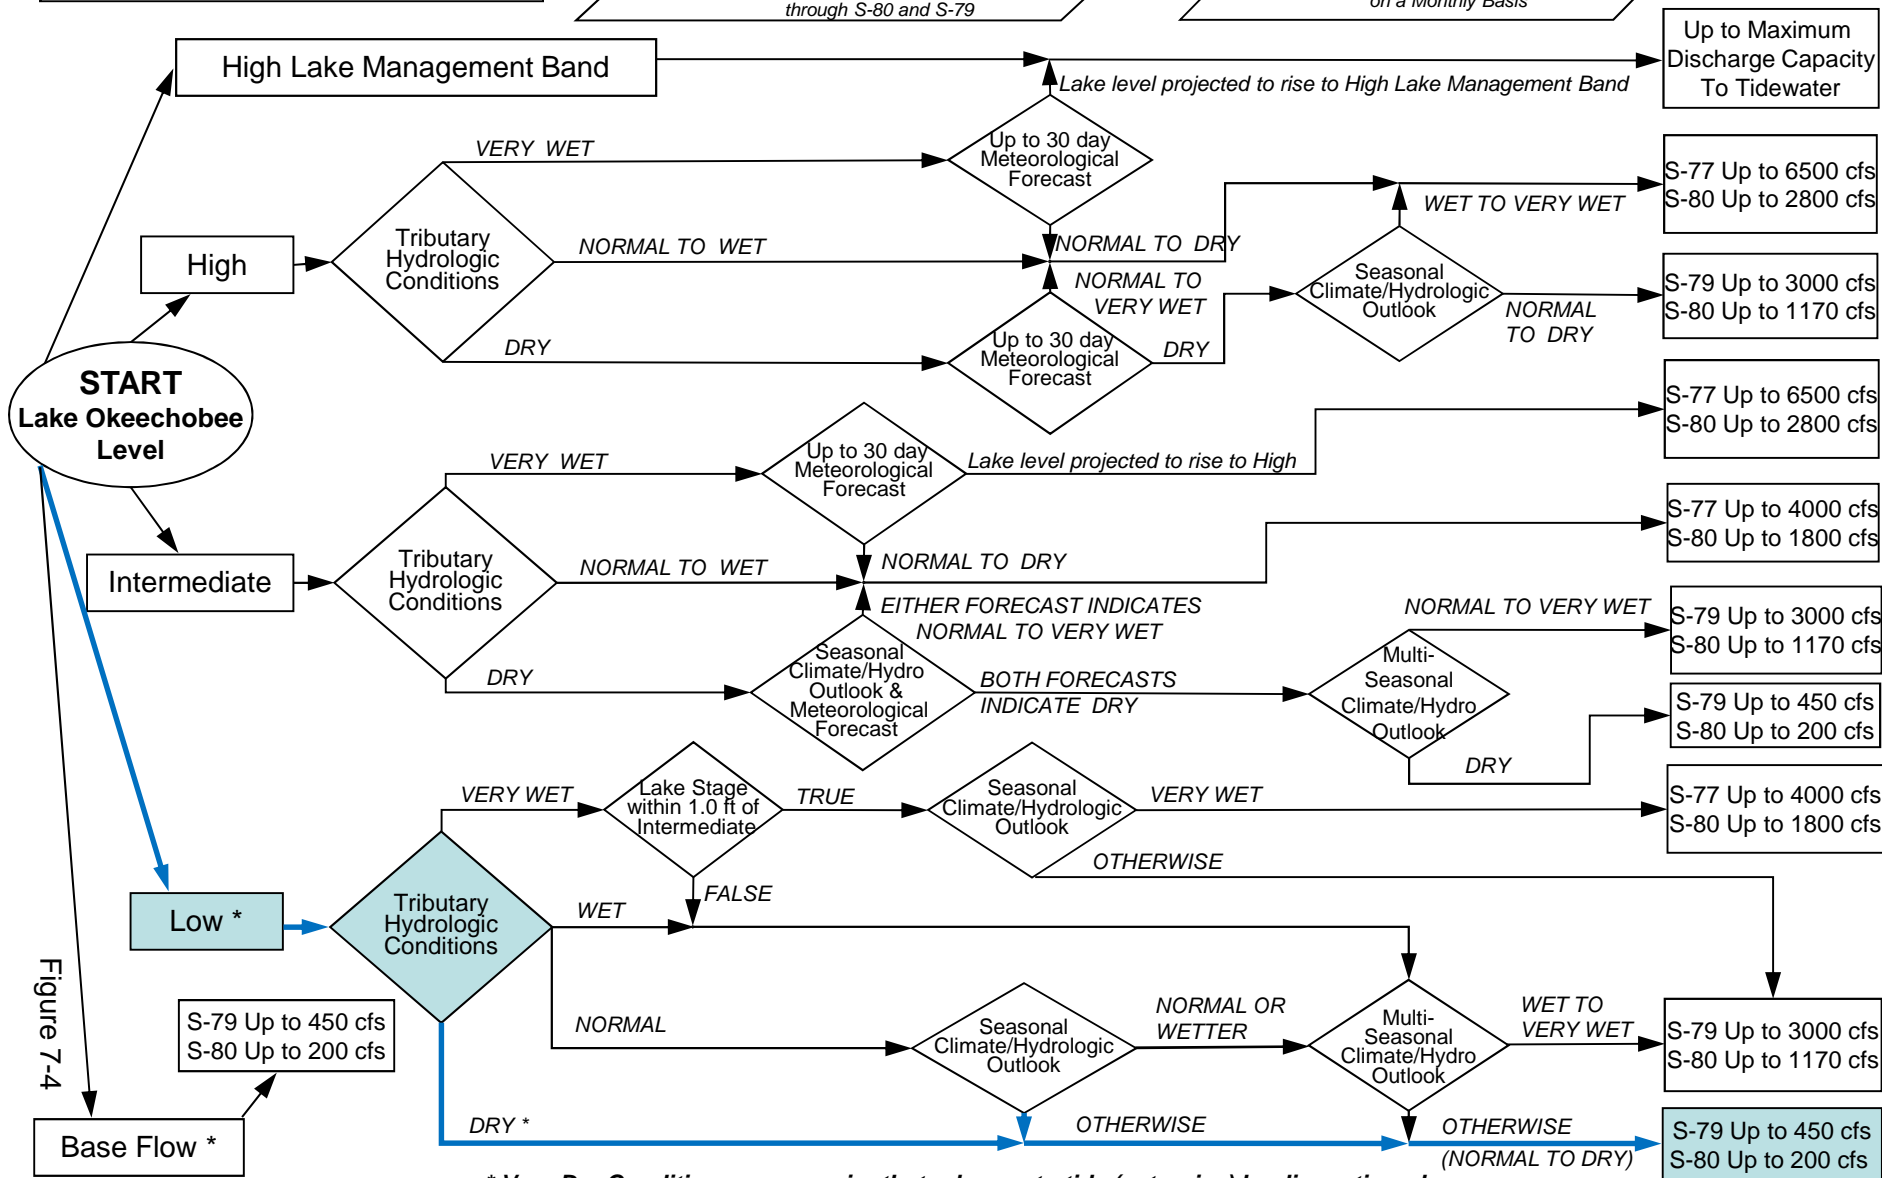 through S-80 and S-79
on a Monthly Basis
High Lake Management Band
Lake level projected to rise to High Lake Management Band
Up to Maximum
Discharge Capacity
To Tidewater
VERY WET
Up to 30 day
Meteorological
Forecast
S-77 Up to 6500 cfs
S-80 Up to 2800 cfs
WET TO VERY WET
High
Tributary
Hydrologic
Conditions
NORMAL TO WET
NORMAL TO DRY
NORMAL TO
VERY WET
Seasonal
Climate/Hydrologic
Outlook
NORMAL
TO DRY
S-79 Up to 3000 cfs
S-80 Up to 1170 cfs
DRY
Up to 30 day
Meteorological
Forecast
DRY
START
Lake Okeechobee
Level
S-77 Up to 6500 cfs
S-80 Up to 2800 cfs
VERY WET
Up to 30 day
Meteorological
Forecast
Lake level projected to rise to High
S-77 Up to 4000 cfs
S-80 Up to 1800 cfs
Intermediate
Tributary
Hydrologic
Conditions
NORMAL TO WET
NORMAL TO DRY
EITHER FORECAST INDICATES
NORMAL TO VERY WET
NORMAL TO VERY WET
S-79 Up to 3000 cfs
S-80 Up to 1170 cfs
DRY
Seasonal
Climate/Hydro
Outlook &
Meteorological
Forecast
BOTH FORECASTS
INDICATE DRY
Multi-
Seasonal
Climate/Hydro
Outlook
DRY
S-79 Up to 450 cfs
S-80 Up to 200 cfs
VERY WET
Lake Stage
within 1.0 ft of
Intermediate
TRUE
Seasonal
Climate/Hydrologic
Outlook
VERY WET
S-77 Up to 4000 cfs
S-80 Up to 1800 cfs
OTHERWISE
FALSE
Low *
Tributary
Hydrologic
Conditions
WET
NORMAL
Seasonal
Climate/Hydrologic
Outlook
NORMAL OR
WETTER
Multi-
Seasonal
Climate/Hydro
Outlook
WET TO
VERY WET
S-79 Up to 3000 cfs
S-80 Up to 1170 cfs
Figure 7-4
S-79 Up to 450 cfs
S-80 Up to 200 cfs
Base Flow *
DRY *
OTHERWISE
OTHERWISE
(NORMAL TO DRY)
S-79 Up to 450 cfs
S-80 Up to 200 cfs